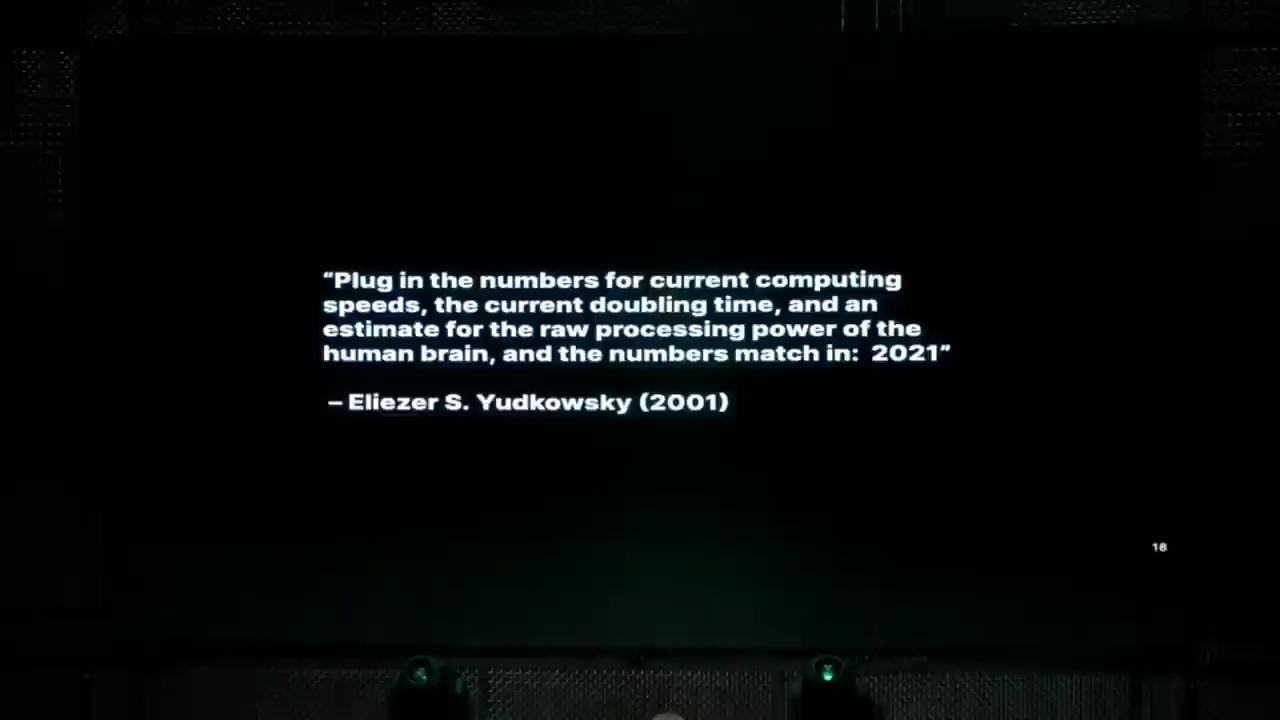 “Plug in the numbers for current computing
speeds, the current doubling time, and an
estimate for the raw processing power of the
human brain, and the numbers match in:  2021”
– Eliezer S. Yudkowsky (2001)
18